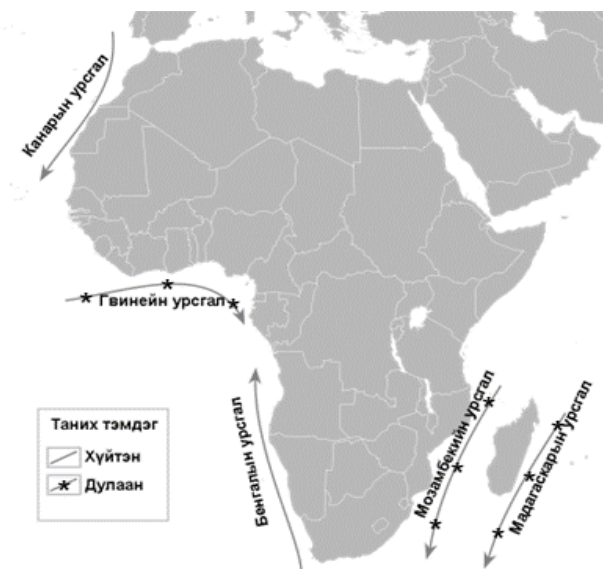 Канарын урсгал
Гвинейн урсгал
Бенгалын урсгал
Мозамбекийн урсгал
Мадагаскарын урсгал
Таних тэмдэг
Хүйтэн
Дулаан